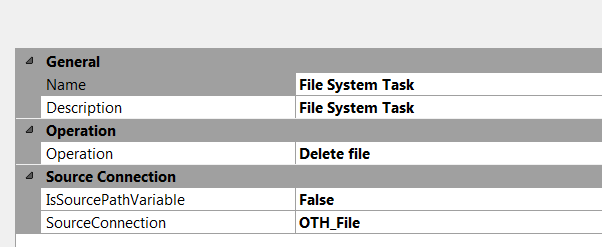 General
Name File System Task
Description File System Task
Operation
Operation Delete file
Source Connection
IsSourcePathVariable False
SourceConnection OTH_File